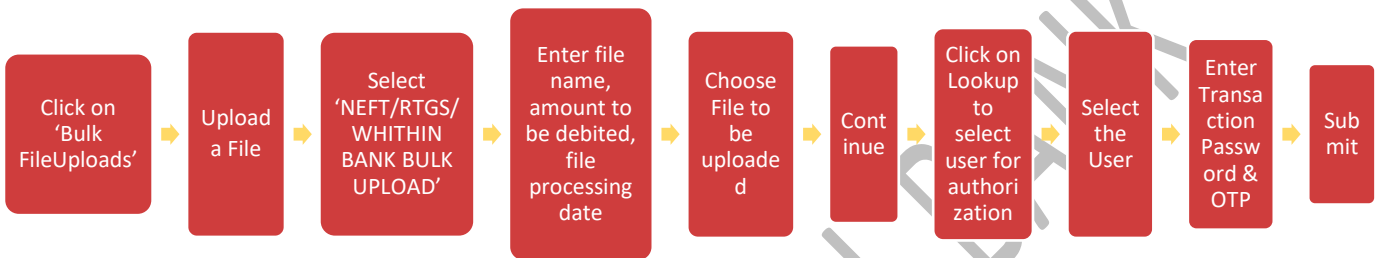 Click on
‘Bulk
FileUploads’
Upload
a File
Select
‘NEFT/RTGS/
WHITHIN
BANK BULK
UPLOAD’
Enter file
name,
amount to
be debited,
file
processing
date
Choose
File to
be
uploade
d
Cont
inue
Click on
Lookup
to
select
user for
authori
zation
Select
the
User
Enter
Transa
ction
Passw
ord &
OTP
Sub
mit